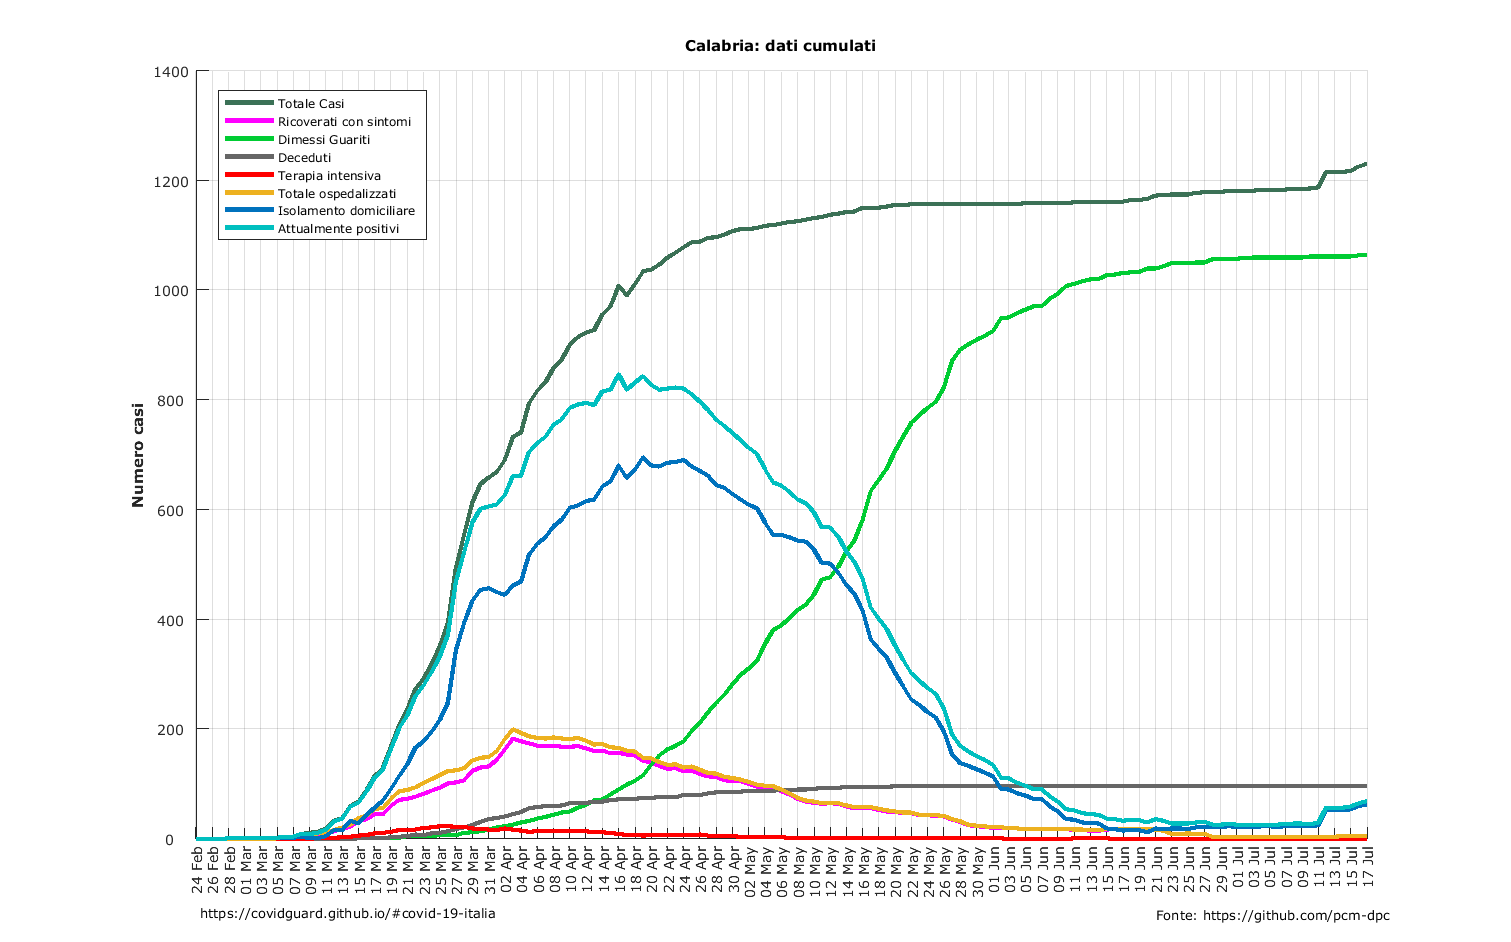 Calabria: dati cumulati
1400
1200
1000
800
600
400
200
0
Numero casi
Totale Casi
Ricoverati con sintomi
Dimessi Guariti
Deceduti
Terapia intensiva
Totale ospedalizzati
Isolamento domiciliare
Attualmente positivi
24 Feb
26 Feb
28 Feb
01 Mar
03 Mar
05 Mar
07 Mar
09 Mar
11 Mar
13 Mar
15 Mar
17 Mar
19 Mar
21 Mar
23 Mar
25 Mar
27 Mar
29 Mar
31 Mar
02 Apr
04 Apr
06 Apr
08 Apr
10 Apr
12 Apr
14 Apr
16 Apr
18 Apr
20 Apr
22 Apr
24 Apr
26 Apr
28 Apr
30 Apr
02 May
04 May
06 May
08 May
10 May
12 May
14 May
16 May
18 May
20 May
22 May
24 May
26 May
28 May
30 May
01 Jun
03 Jun
05 Jun
07 Jun
09 Jun
11 Jun
13 Jun
15 Jun
17 Jun
19 Jun
21 Jun
23 Jun
25 Jun
27 Jun
29 Jun
01 Jul
03 Jul
05 Jul
07 Jul
09 Jul
11 Jul
13 Jul
15 Jul
17 Jul
https://covidguard.github.io/#covid-19-italia
Fonte: https://github.com/pcm-dpc